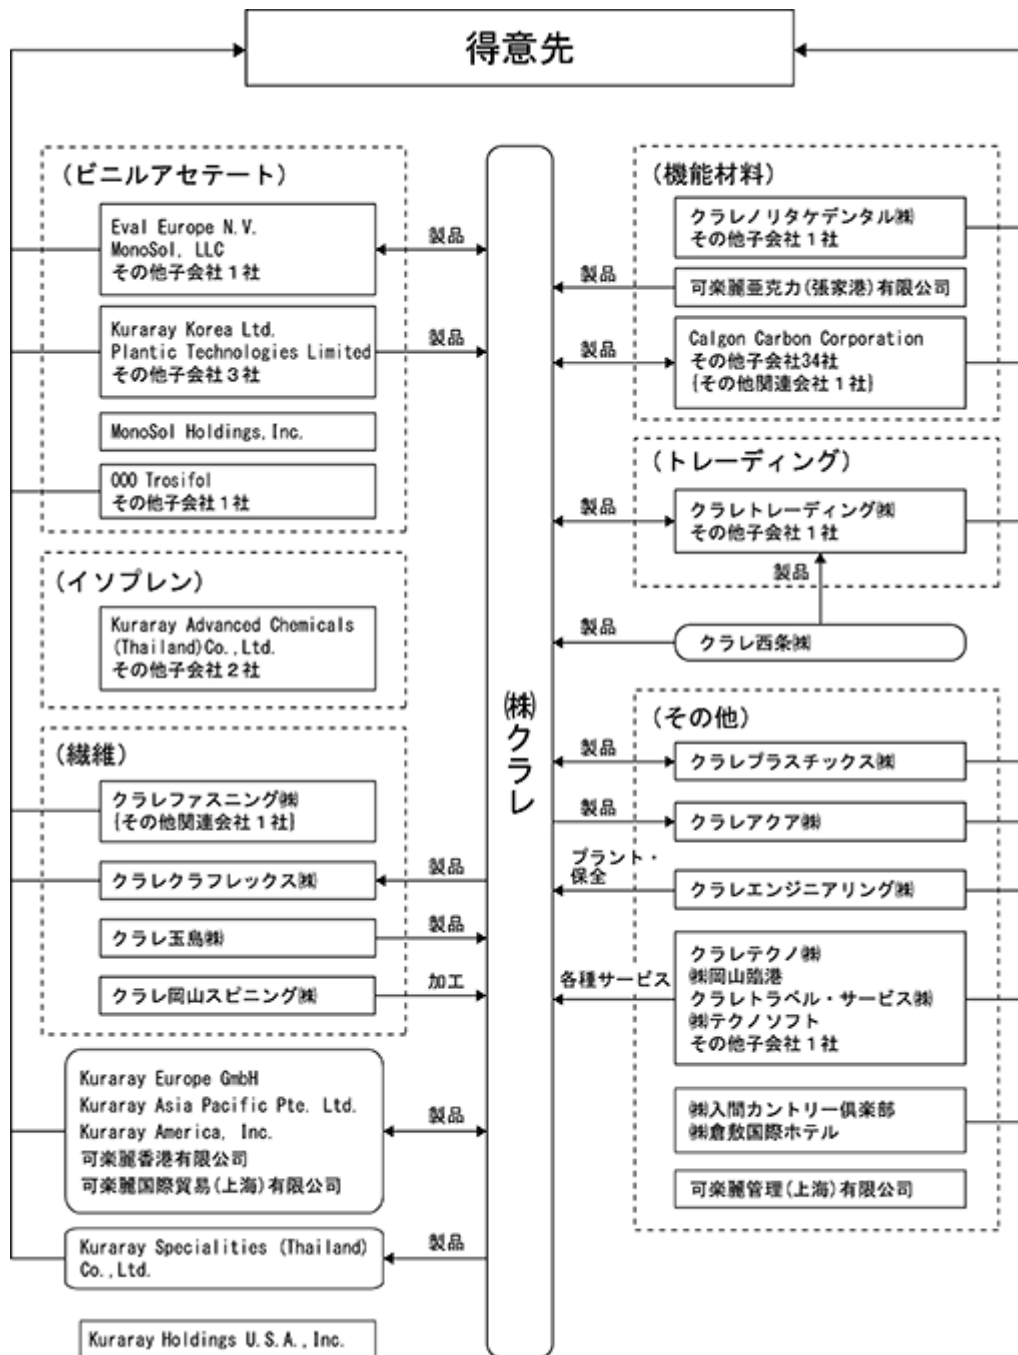 得意先
（ビニルアセテート）
Eval Europe N.V.
MonoSol, LLC
その他子会社１社
製品
Kuraray Korea Ltd.
Plantic Technologies Limited
その他子会社３社
製品
MonoSol Holdings, Inc.
OOO Trosifol
その他子会社１社
（イソプレン）
Kuraray Advanced Chemicals
(Thailand)Co.,Ltd.
その他子会社２社
（繊維）
クラレファスニング㈱
{その他関連会社１社}
クラレクラフレックス㈱
製品
クラレ玉島㈱
製品
クラレ岡山スピニング㈱
加工
Kuraray Europe GmbH
Kuraray Asia Pacific Pte. Ltd.
Kuraray America, Inc.
可楽麗香港有限公司
可楽麗国際貿易(上海)有限公司
製品
Kuraray Specialities (Thailand)
Co.,Ltd.
製品
Kuraray Holdings U.S.A.,Inc.
㈱クラレ
（機能材料）
クラレノリタケデンタル㈱
その他子会社１社
製品
可楽麗亜克力(張家港)有限公司
製品
Calgon Carbon Corporation
その他子会社34社
{その他関連会社１社}
（トレーディング）
製品
クラレトレーディング㈱
その他子会社１社
製品
製品
クラレ西条㈱
（その他）
製品
クラレプラスチックス㈱
製品
クラレアクア㈱
プラント・
保全
クラレエンジニアリング㈱
各種サービス
クラレテクノ㈱
㈱岡山臨港
クラレトラベル・サービス㈱
㈱テクノソフト
その他子会社１社
㈱入間カントリー倶楽部
㈱倉敷国際ホテル
可楽麗管理(上海)有限公司